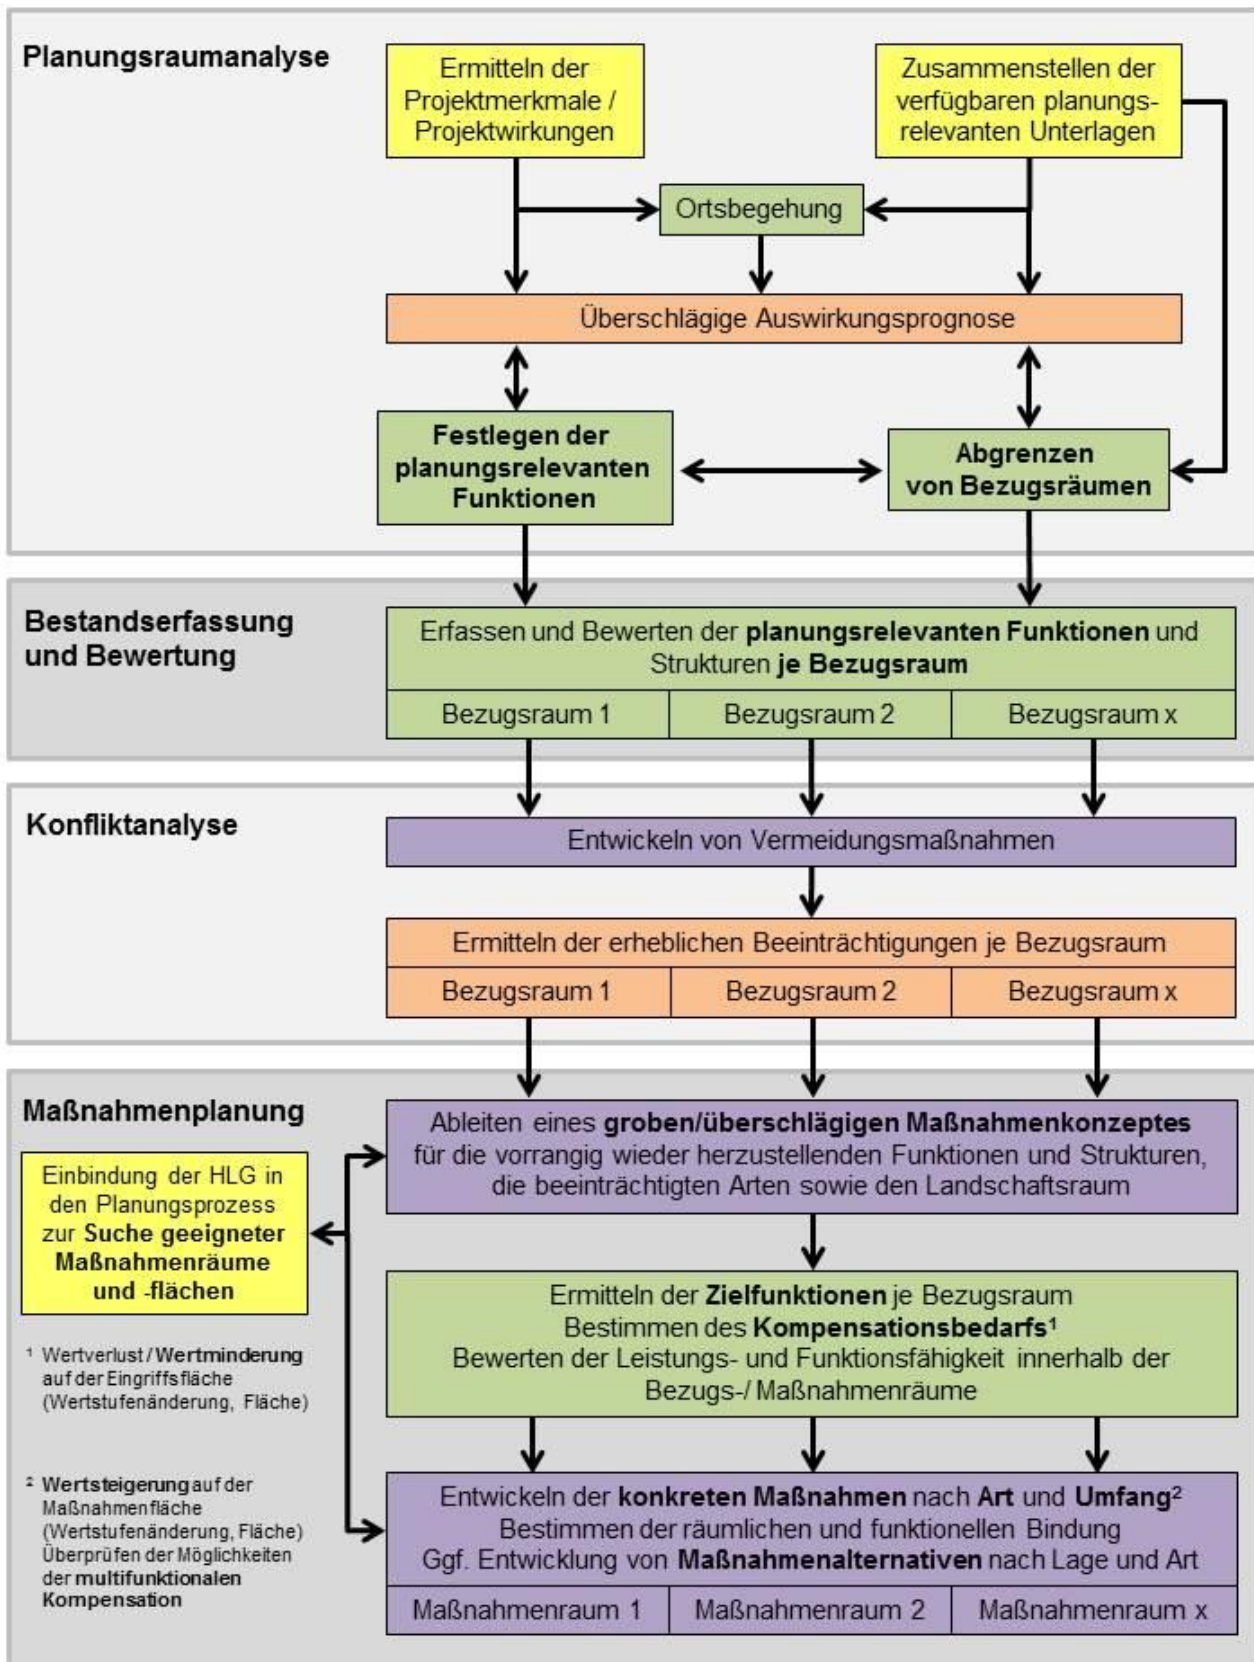 Planungsraumanalyse
Ermitteln der
Projektmerkmale /
Projektwirkungen
Zusammenstellen der
verfügbaren planungs-
relevanten Unterlagen
Ortsbegehung
Überschlägige Auswirkungsprognose
Festlegen der
planungsrelevanten
Funktionen
Abgrenzen
von Bezugsräumen
Bestandserfassung
und Bewertung
Erfassen und Bewerten der planungsrelevanten Funktionen und
Strukturen je Bezugsraum
Bezugsraum 1
Bezugsraum 2
Bezugsraum x
Konfliktanalyse
Entwickeln von Vermeidungsmaßnahmen
Ermitteln der erheblichen Beeinträchtigungen je Bezugsraum
Bezugsraum 1
Bezugsraum 2
Bezugsraum x
Maßnahmenplanung
Ableiten eines groben/überschlägigen Maßnahmenkonzeptes
für die vorrangig wieder herzustellenden Funktionen und Strukturen,
die beeinträchtigten Arten sowie den Landschaftsraum
Einbindung der HLG in
den Planungsprozess
zur Suche geeigneter
Maßnahmenräume
und -flächen
Ermitteln der Zielfunktionen je Bezugsraum
Bestimmen des Kompensationsbedarfs¹
Bewerten der Leistungs- und Funktionsfähigkeit innerhalb der
Bezugs-/ Maßnahmenräume
¹ Wertverlust / Wertminderung
auf der Eingriffsfläche
(Wertstufenänderung, Fläche)
² Wertsteigerung auf der
Maßnahmenfläche
(Wertstufenänderung, Fläche)
Überprüfen der Möglichkeiten
der multifunktionalen
Kompensation
Entwickeln der konkreten Maßnahmen nach Art und Umfang²
Bestimmen der räumlichen und funktionellen Bindung
Ggf. Entwicklung von Maßnahmenalternativen nach Lage und Art
Maßnahmenraum 1
Maßnahmenraum 2
Maßnahmenraum x